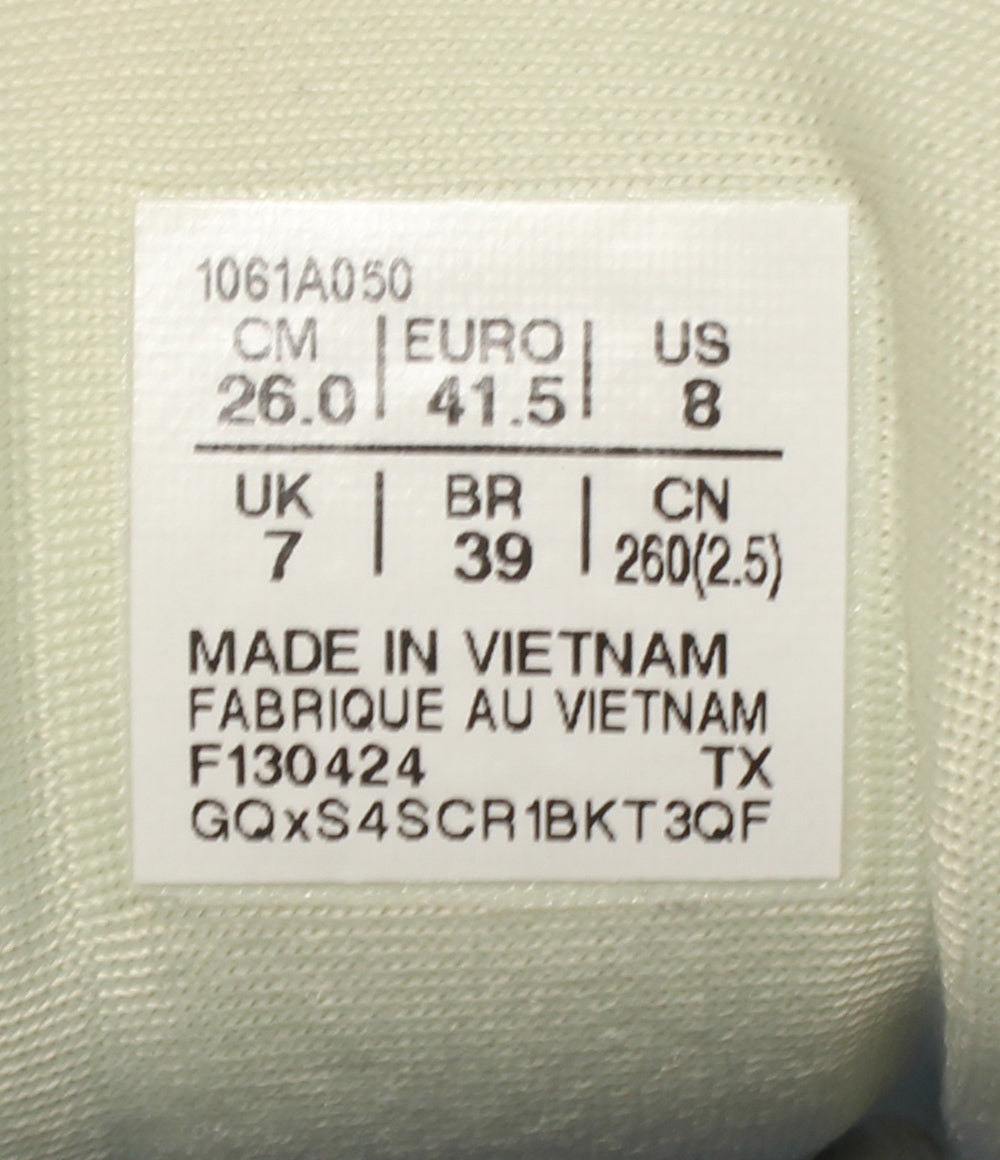 1061A050
CM | EURO | US
26.0 | 41.5 | 8
UK | BR | CN
7 | 39 | 260(2.5)
MADE IN VIETNAM
FABRIQUE AU VIETNAM
F130424 TX
GQxS4SCR1BKT3QF